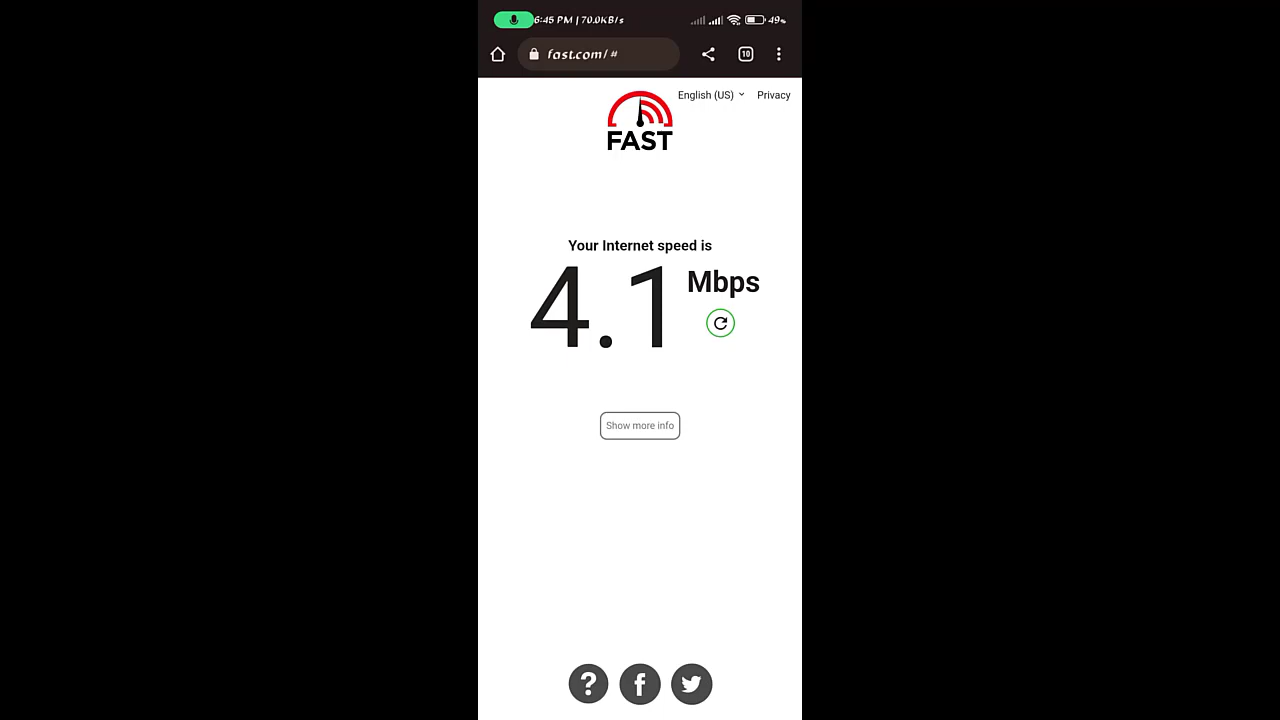 6:45 PM | 70.0KB/s 49%
fast.com/# 10
English (US) Privacy
FAST
Your Internet speed is
4.1 Mbps
Show more info